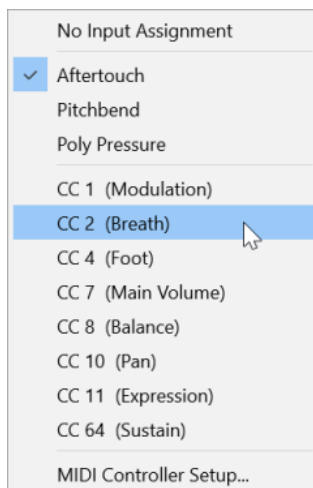 No Input Assignment
Aftertouch
Pitchbend
Poly Pressure
CC 1 (Modulation)
CC 2 (Breath)
CC 4 (Foot)
CC 7 (Main Volume)
CC 8 (Balance)
CC 10 (Pan)
CC 11 (Expression)
CC 64 (Sustain)
MIDI Controller Setup...